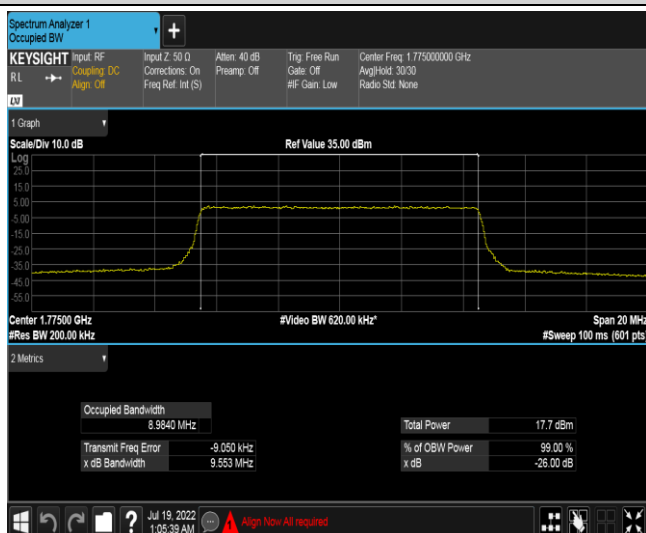 Spectrum Analyzer 1
Occupied BW
+
KEYSIGHT Input: RF Input Z: 50 Ω Atten: 40 dB Trig: Free Run Center Freq: 1.775000000 GHz
RL Coupling: DC Corrections: On Preamp: Off Gate: Off Avg|Hold: 30/30
Align: Off Freq Ref: Int (S) #IF Gain: Low Radio Std: None
LXI
1 Graph
Scale/Div 10.0 dB Ref Value 35.00 dBm
Log
25.0
15.0
5.00
-5.00
-15.0
-25.0
-35.0
-45.0
-55.0
Center 1.77500 GHz #Video BW 620.00 kHz* Span 20 MHz
#Res BW 200.00 kHz #Sweep 100 ms (601 pts)
2 Metrics
Occupied Bandwidth
8.9840 MHz Total Power 17.7 dBm
Transmit Freq Error -9.050 kHz % of OBW Power 99.00 %
x dB Bandwidth 9.553 MHz x dB -26.00 dB
? Jul 19, 2022
1:05:39 AM Align Now All required